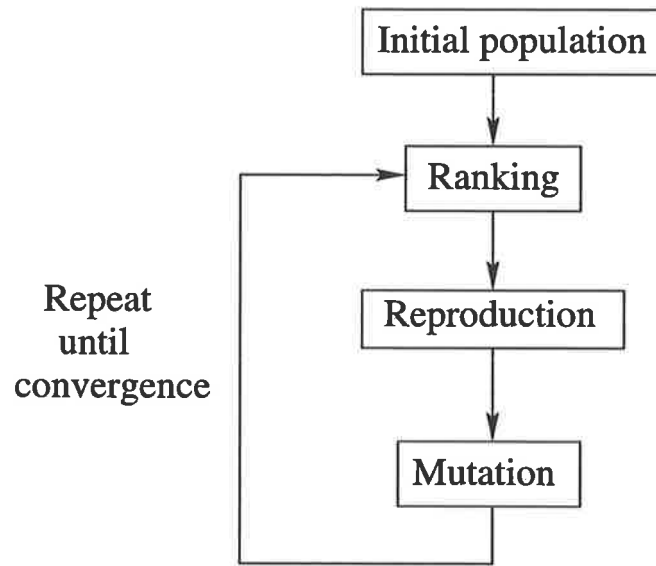 Initial population
Ranking
Reproduction
Mutation
Repeat
until
convergence